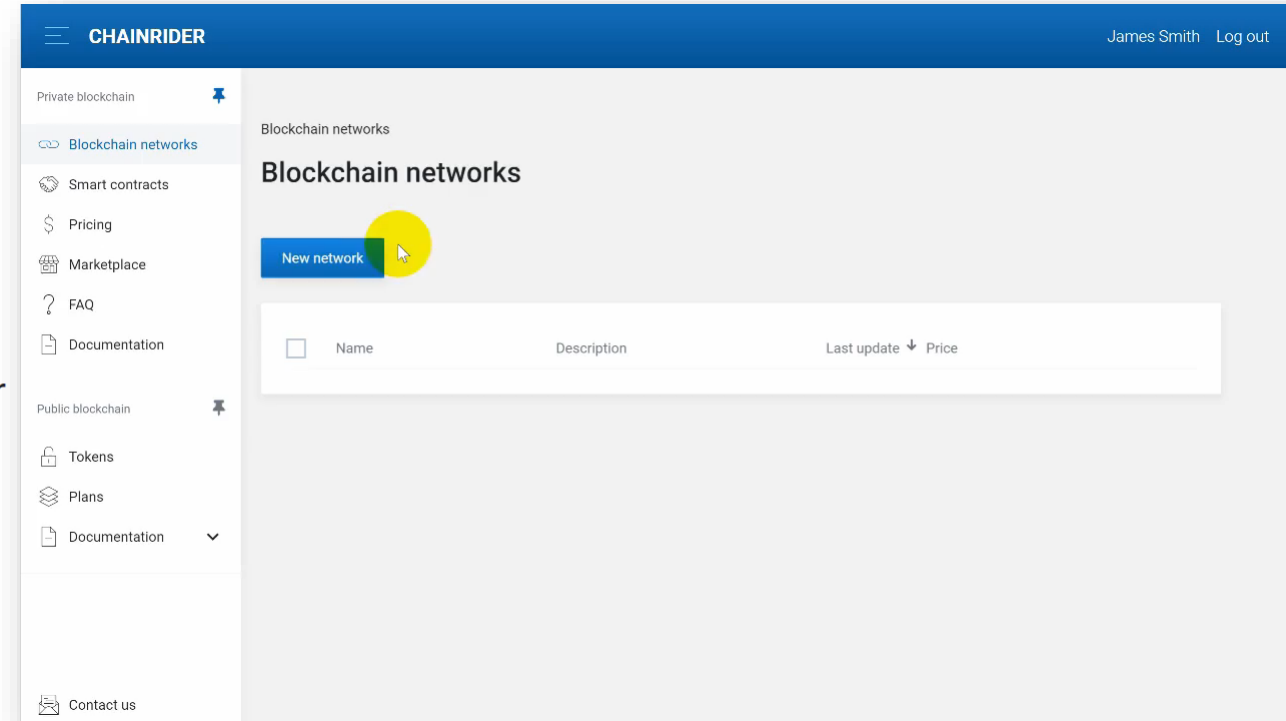 CHAINRIDER
James Smith Log out
Private blockchain
Blockchain networks
Smart contracts
Pricing
Marketplace
FAQ
Documentation
Public blockchain
Tokens
Plans
Documentation
Contact us
Blockchain networks
Blockchain networks
New network
Name Description Last update Price